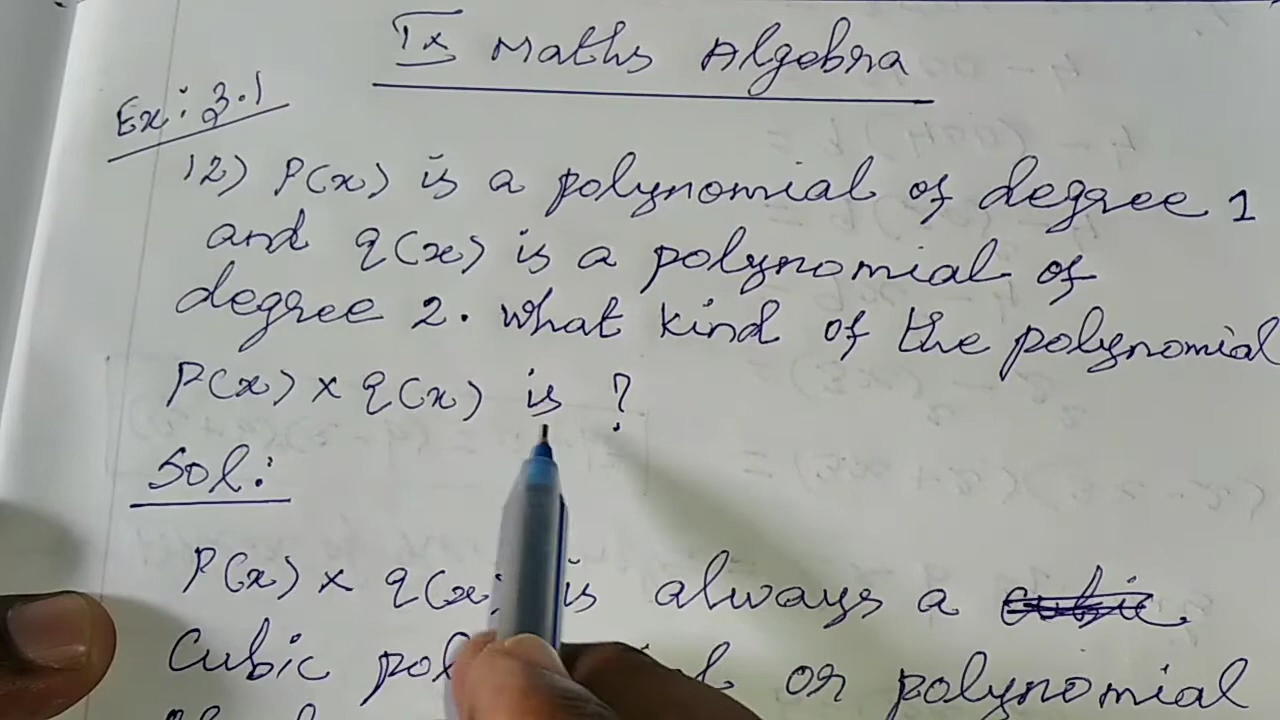 IX Maths Algebra
Ex: 3.1
12) P(x) is a polynomial of degree 1
and q(x) is a polynomial of
degree 2. What kind of the polynomial
P(x) × q(x) is ?
Sol:
P(x) × q(x) is always a
Cubic or polynomial